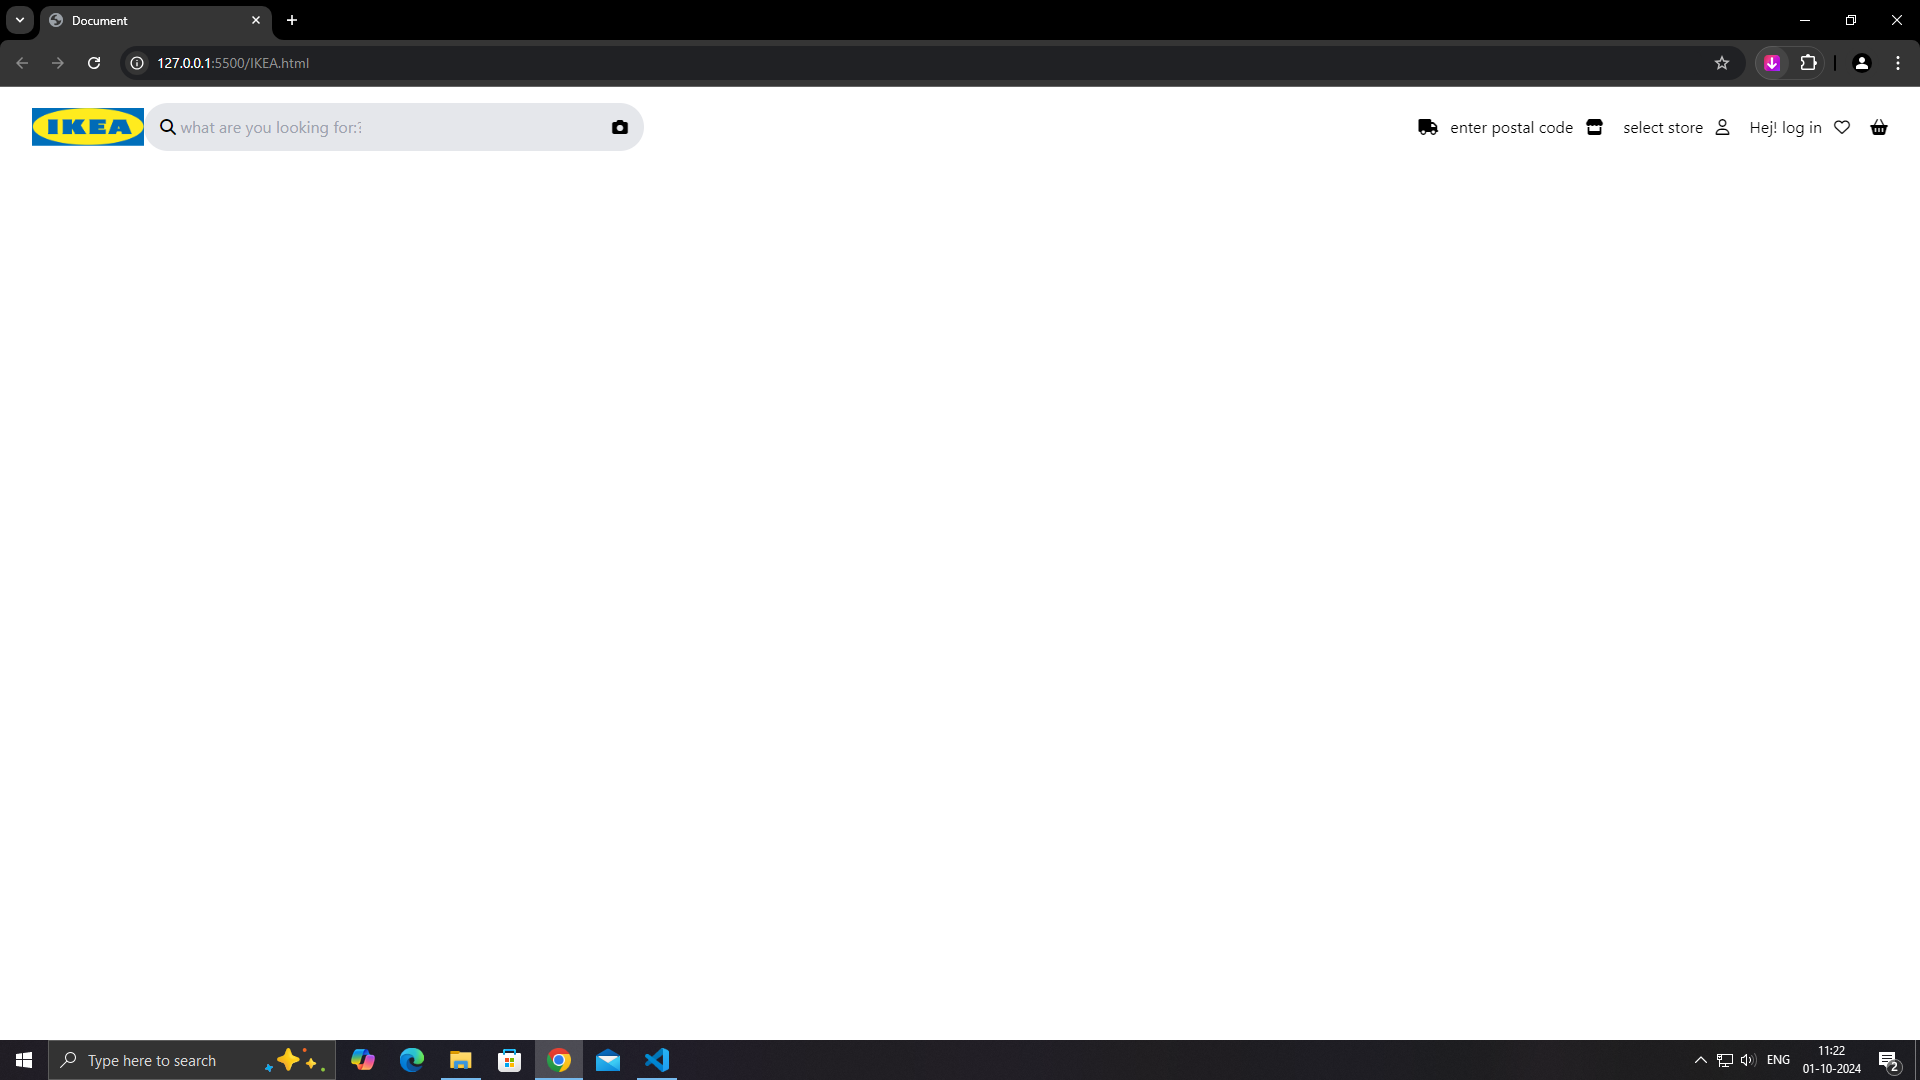 Document
127.0.0.1:5500/IKEA.html
IKEA
what are you looking for:?
enter postal code
select store
Hej! log in
Type here to search
ENG
11:22
01-10-2024
2